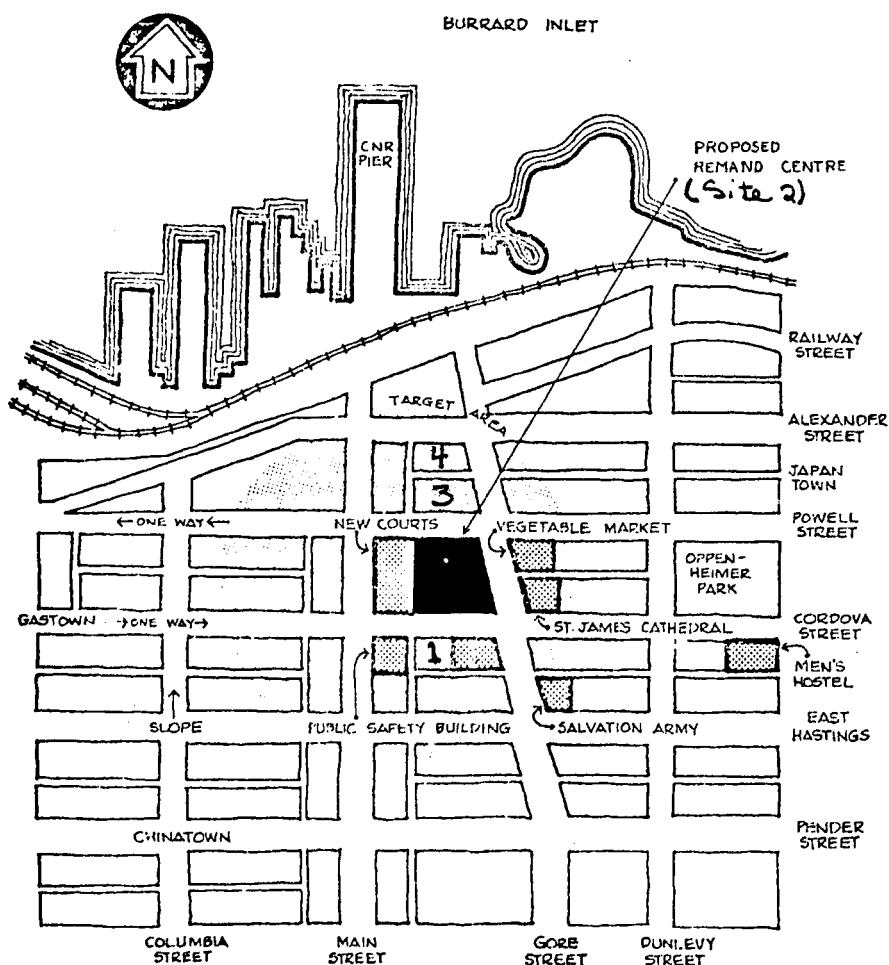 BURRARD INLET
N
CNR
PIER
PROPOSED
REMAND CENTRE
(Site 2)
RAILWAY
STREET
TARGET AREA
ALEXANDER
STREET
4
JAPAN
TOWN
3
POWELL
STREET
←ONE WAY→
NEW COURTS
VEGETABLE MARKET
OPPEN-
HEIMER
PARK
GASTOWN →ONE WAY→
ST. JAMES CATHEDRAL
CORDOVA
STREET
1
MEN'S
HOSTEL
SLOPE
PUBLIC SAFETY BUILDING
SALVATION ARMY
EAST
HASTINGS
CHINATOWN
PENDER
STREET
COLUMBIA
STREET
MAIN
STREET
GORE
STREET
DUNLEVY
STREET